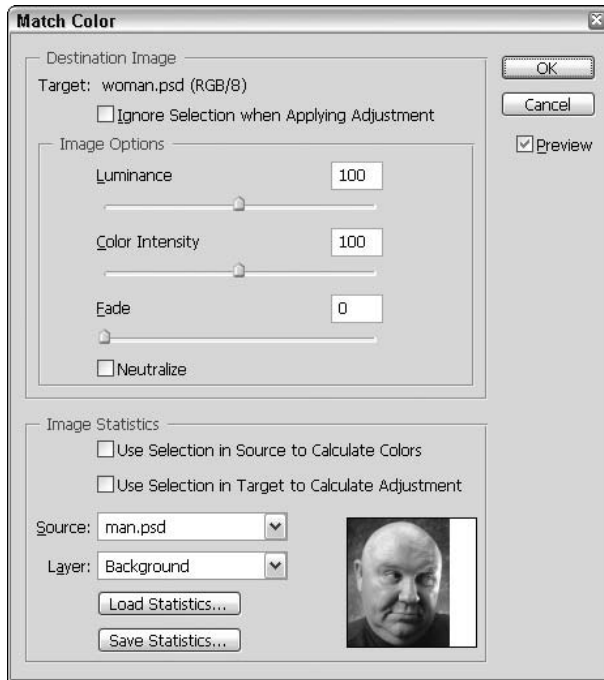 Match Color
Destination Image
Target: woman.psd (RGB/8)
Ignore Selection when Applying Adjustment
Image Options
Luminance 100
Color Intensity 100
Fade 0
Neutralize
OK
Cancel
Preview
Image Statistics
Use Selection in Source to Calculate Colors
Use Selection in Target to Calculate Adjustment
Source: man.psd
Layer: Background
Load Statistics...
Save Statistics...